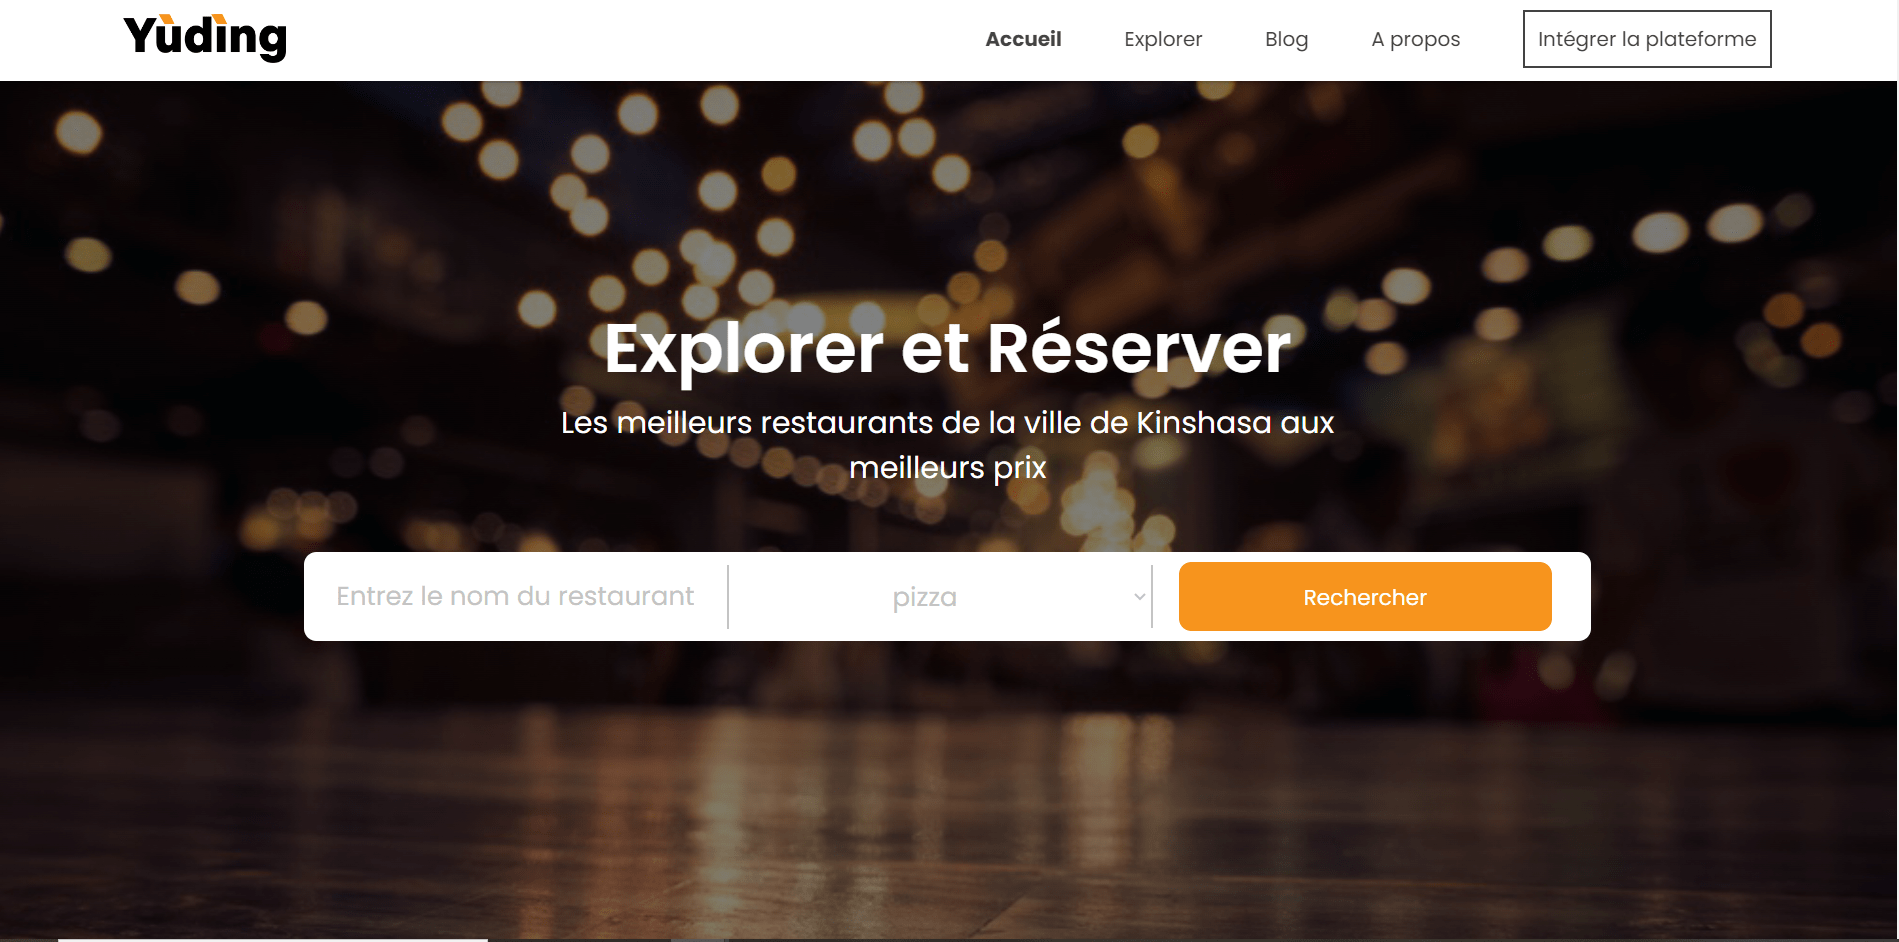 Yùdìng
Accueil
Explorer
Blog
A propos
Intégrer la plateforme
Explorer et Réserver
Les meilleurs restaurants de la ville de Kinshasa aux
meilleurs prix
Entrez le nom du restaurant
pizza
Rechercher